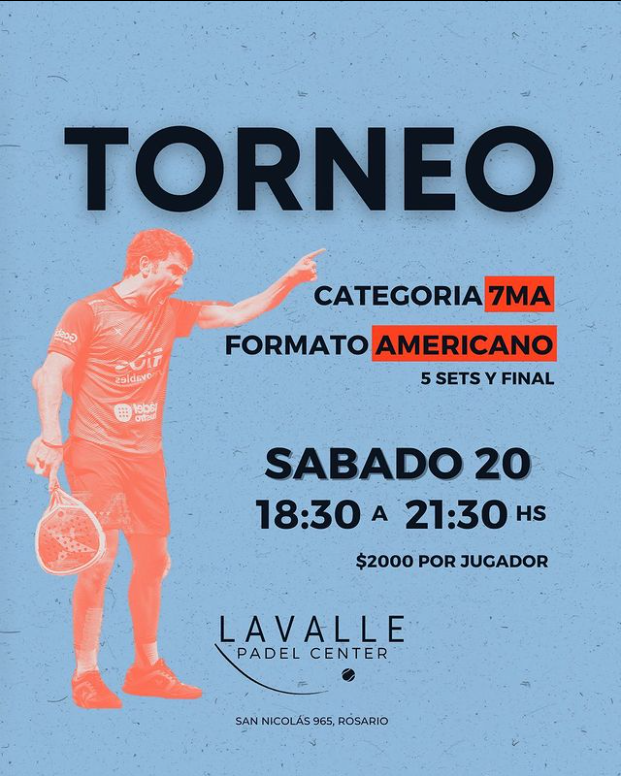 TORNEO
CATEGORIA 7MA
FORMATO AMERICANO
5 SETS Y FINAL
SABADO 20
18:30 A 21:30 HS
$2000 POR JUGADOR
LAVALLE
PADEL CENTER
SAN NICOLÁS 965, ROSARIO